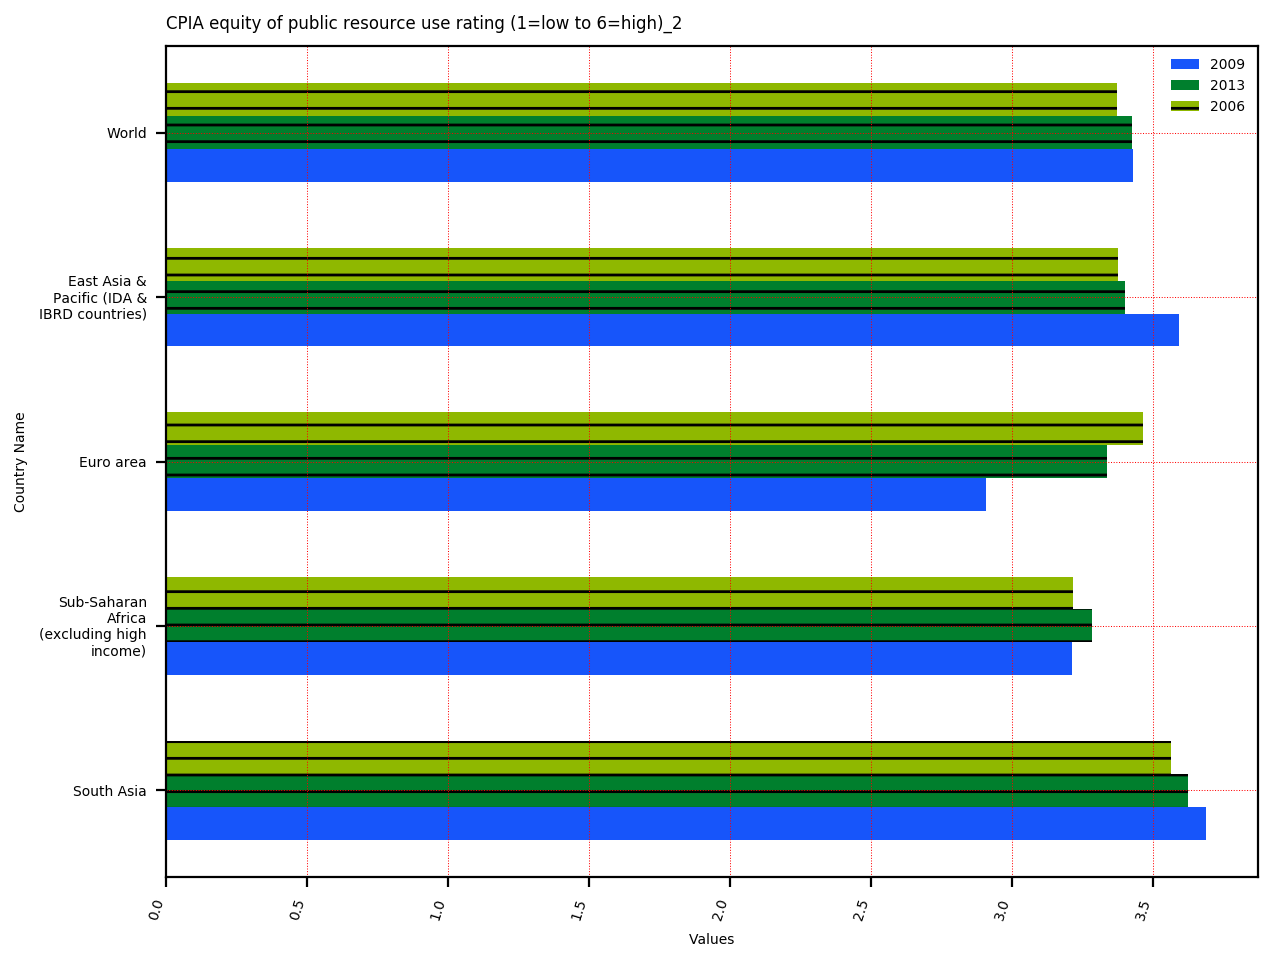 CPIA equity of public resource use rating (1=low to 6=high)_2
2009
2013
2006
World
East Asia &
Pacific (IDA &
IBRD countries)
Euro area
Sub-Saharan
Africa
(excluding high
income)
South Asia
Country Name
0.0
0.5
1.0
1.5
2.0
2.5
3.0
3.5
Values